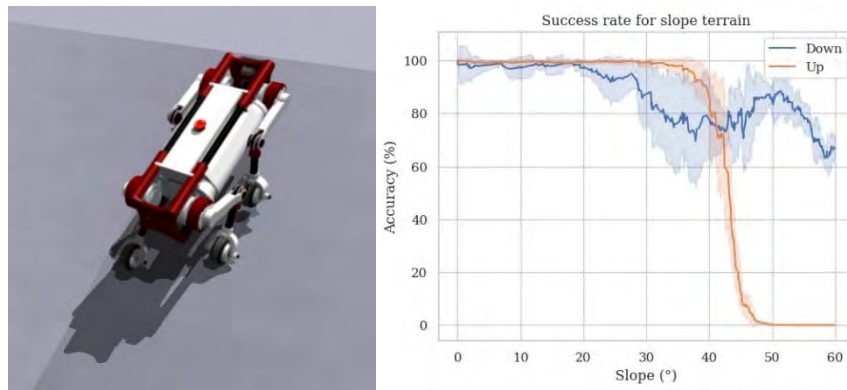 Success rate for slope terrain
Accuracy (%)
100
80
60
40
20
0
Down
Up
0 10 20 30 40 50 60
Slope (°)